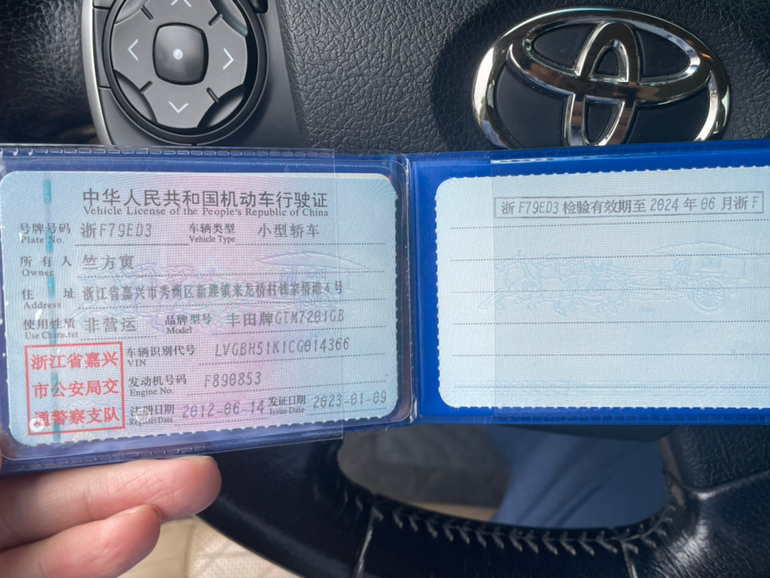 中华人民共和国机动车行驶证
Vehicle License of the People's Republic of China
号牌号码 浙F79ED3 车辆类型 小型轿车
Plate No. Vehicle Type
所有人 竺方寅
Owner
住址 浙江省嘉兴市秀洲区新塍镇来龙桥村钱家桥港4号
Address
使用性质 非营运 品牌型号 丰田牌GTM7201GB
Use Character Model
浙江省嘉兴
市公安局交
通警察支队
车辆识别代号 LVGBH51K1CG014366
VIN
发动机号码 F890853
Engine No.
注册日期 2012-06-14 发证日期 2023-01-09
Register Date Issue Date
浙F79ED3 检验有效期至 2024年06月浙F